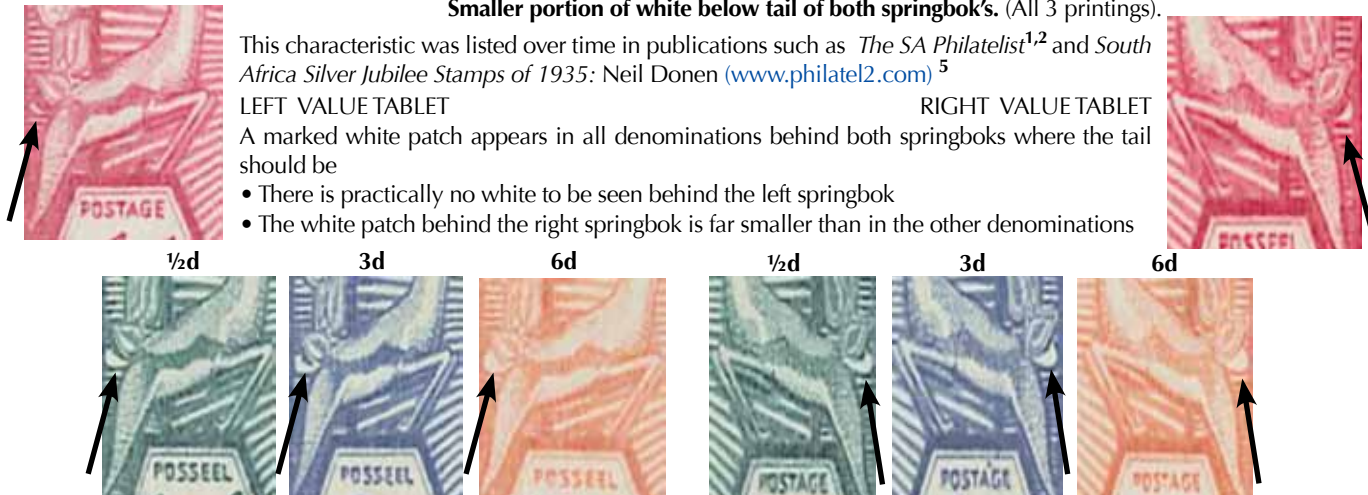 Smaller portion of white below tail of both springbok's. (All 3 printings).
This characteristic was listed over time in publications such as The SA Philatelist1,2 and South
Africa Silver Jubilee Stamps of 1935: Neil Donen (www.philatel2.com) 5
LEFT VALUE TABLET RIGHT VALUE TABLET
A marked white patch appears in all denominations behind both springboks where the tail
should be
• There is practically no white to be seen behind the left springbok
• The white patch behind the right springbok is far smaller than in the other denominations
POSTAGE
POSSEEL
½d 3d 6d ½d 3d 6d
POSSEEL POSSEEL POSSEEL POSTAGE POSTAGE POSTAGE